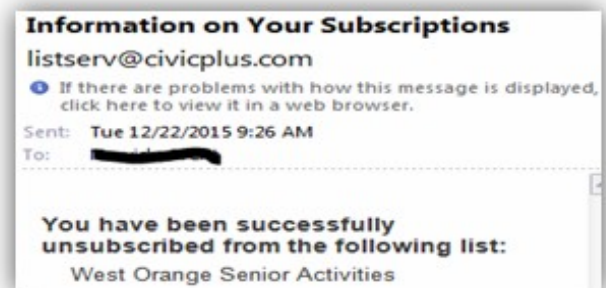 Information on Your Subscriptions
listserv@civicplus.com
If there are problems with how this message is displayed,
click here to view it in a web browser.
Sent: Tue 12/22/2015 9:26 AM
To:
You have been successfully
unsubscribed from the following list:
West Orange Senior Activities